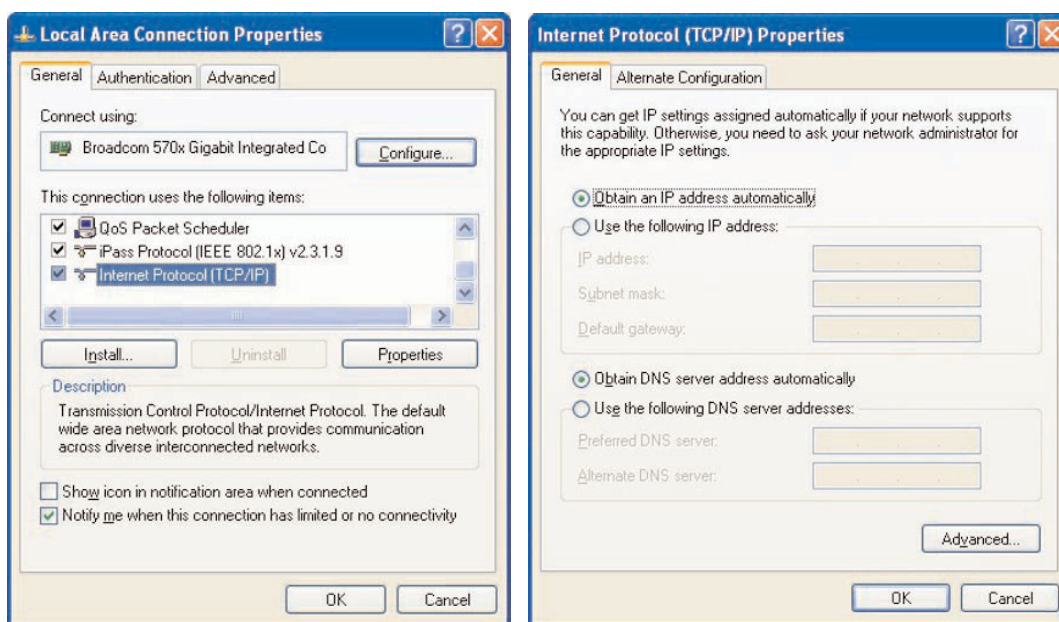 Local Area Connection Properties
General Authentication Advanced
Connect using:
Broadcom 570x Gigabit Integrated Co
Configure...
This connection uses the following items:
QoS Packet Scheduler
iPass Protocol (IEEE 802.1x) v2.3.1.9
Internet Protocol (TCP/IP)
Install... Uninstall Properties
Description
Transmission Control Protocol/Internet Protocol. The default
wide area network protocol that provides communication
across diverse interconnected networks.
Show icon in notification area when connected
Notify me when this connection has limited or no connectivity
OK Cancel
Internet Protocol (TCP/IP) Properties
General Alternate Configuration
You can get IP settings assigned automatically if your network supports
this capability. Otherwise, you need to ask your network administrator for
the appropriate IP settings.
Obtain an IP address automatically
Use the following IP address:
IP address:
Subnet mask:
Default gateway:
Obtain DNS server address automatically
Use the following DNS server addresses:
Preferred DNS server:
Alternate DNS server:
Advanced...
OK Cancel